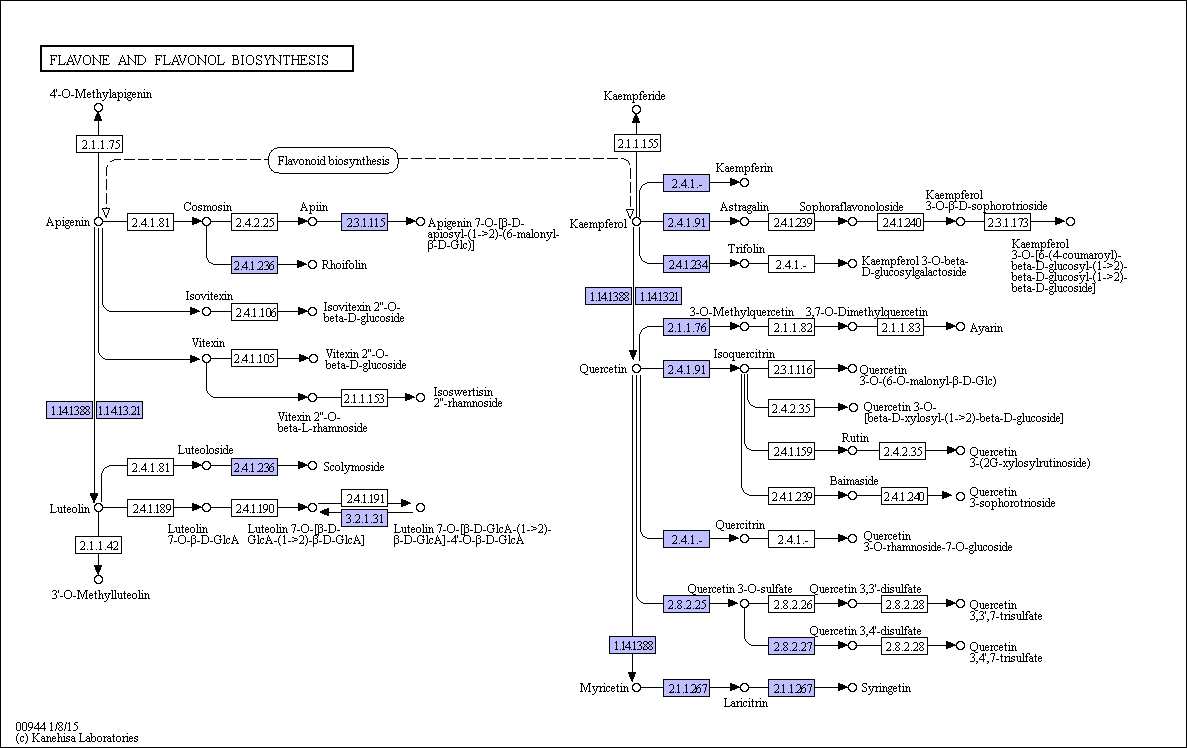 FLAVONE AND FLAVONOL BIOSYNTHESIS
4'-O-Methylapigenin
Kaempferide
2.1.1.75
2.1.1.155
Flavonoid biosynthesis
Kaempferin
2.4.1.-
Apigenin
2.4.1.81
Cosmosin
2.4.2.25
Apiin
2.3.1.115
Apigenin 7-O-[β-D-
apiosyl-(1->2)-(6-malonyl-
β-D-Glc)]
2.4.1.236
Rhoifolin
Kaempferol
2.4.1.91
Astragalin
2.4.1.239
Sophoraflavonoloside
2.4.1.240
Kaempferol
3-O-β-D-sophorotrioside
2.3.1.173
Kaempferol
3-O-[6-(4-coumaroyl)-
beta-D-glucosyl-(1->2)-
beta-D-glucosyl-(1->2)-
beta-D-glucoside]
2.4.1.234
Trifolin
2.4.1.-
Kaempferol 3-O-beta-
D-glucosylgalactoside
Isovitexin
2.4.1.106
Isovitexin 2''-O-
beta-D-glucoside
Vitexin
2.4.1.105
Vitexin 2''-O-
beta-D-glucoside
2.1.1.153
Vitexin 2''-O-
beta-L-rhamnoside
Isoswertisin
2''-rhamnoside
1.14.1388
1.14.13.21
1.14.1388
1.14.1321
2.1.1.76
3-O-Methylquercetin
2.1.1.82
3,7-O-Dimethylquercetin
2.1.1.83
Ayarin
Quercetin
2.4.1.91
Isoquercitrin
2.3.1.116
Quercetin
3-O-(6-O-malonyl-β-D-Glc)
2.4.2.35
Quercetin 3-O-
[beta-D-xylosyl-(1->2)-beta-D-glucoside]
2.4.1.159
Rutin
2.4.2.35
Quercetin
3-(2G-xylosylrutinoside)
2.4.1.239
Baimaside
2.4.1.240
Quercetin
3-sophorotrioside
2.4.1.81
Luteoloside
2.4.1.236
Scolymoside
Luteolin
2.4.1.189
Luteolin
7-O-β-D-GlcA
2.4.1.190
Luteolin 7-O-[β-D-
GlcA-(1->2)-β-D-GlcA]
2.4.1.191
3.2.1.31
Luteolin 7-O-[β-D-GlcA-(1->2)-
β-D-GlcA]-4'-O-β-D-GlcA
2.1.1.42
3'-O-Methylluteolin
2.4.1.-
Quercitrin
2.4.1.-
Quercetin
3-O-rhamnoside-7-O-glucoside
2.8.2.25
Quercetin 3-O-sulfate
2.8.2.26
Quercetin 3,3'-disulfate
2.8.2.28
Quercetin
3,3',7-trisulfate
2.8.2.27
Quercetin 3,4'-disulfate
2.8.2.28
Quercetin
3,4',7-trisulfate
1.14.1388
Myricetin
2.1.1267
Laricitrin
2.1.1267
Syringetin
00944 1/8/15
(c) Kanehisa Laboratories